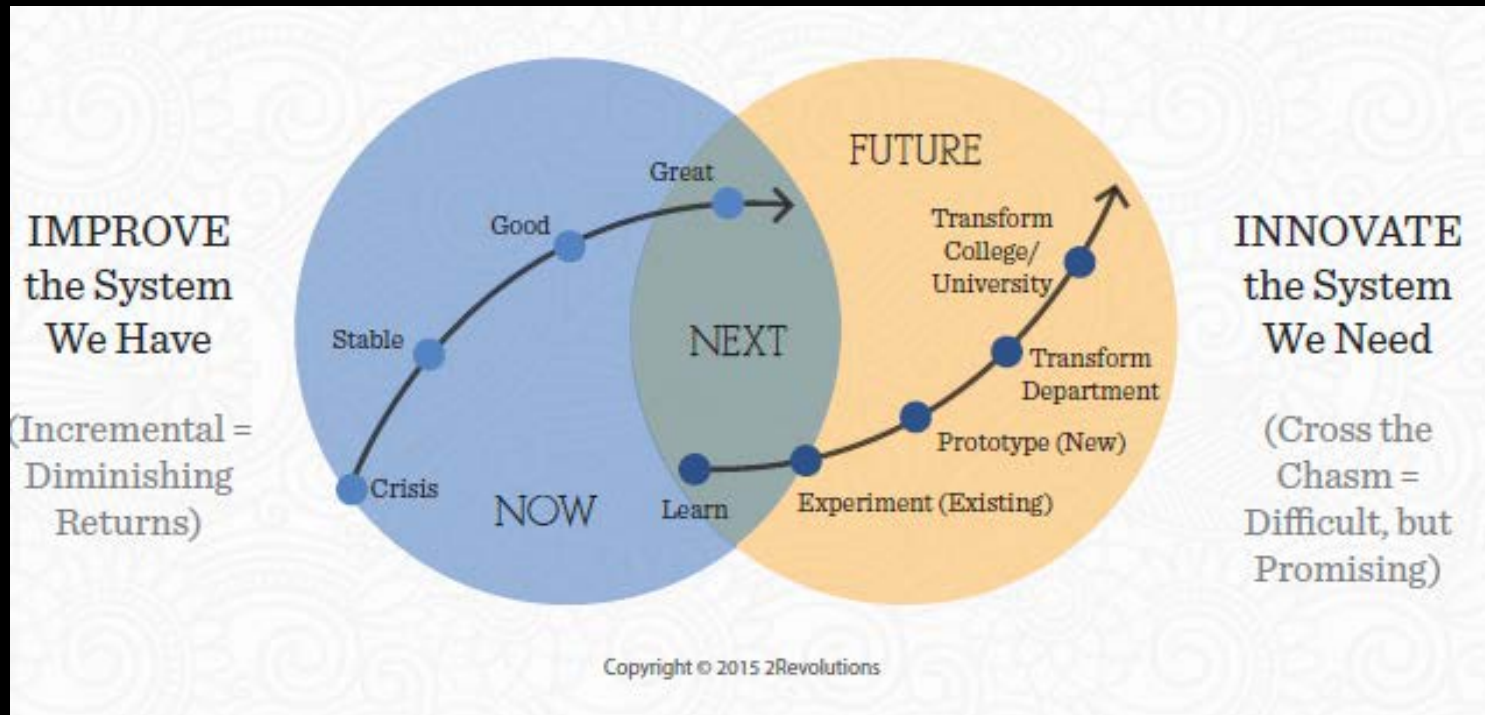 IMPROVE
the System
We Have
(Incremental =
Diminishing
Returns)
Great
Good
Stable
Crisis
NOW
NEXT
FUTURE
Transform
College/
University
Transform
Department
Prototype (New)
Experiment (Existing)
Learn
INNOVATE
the System
We Need
(Cross the
Chasm =
Difficult, but
Promising)
Copyright © 2015 2Revolutions